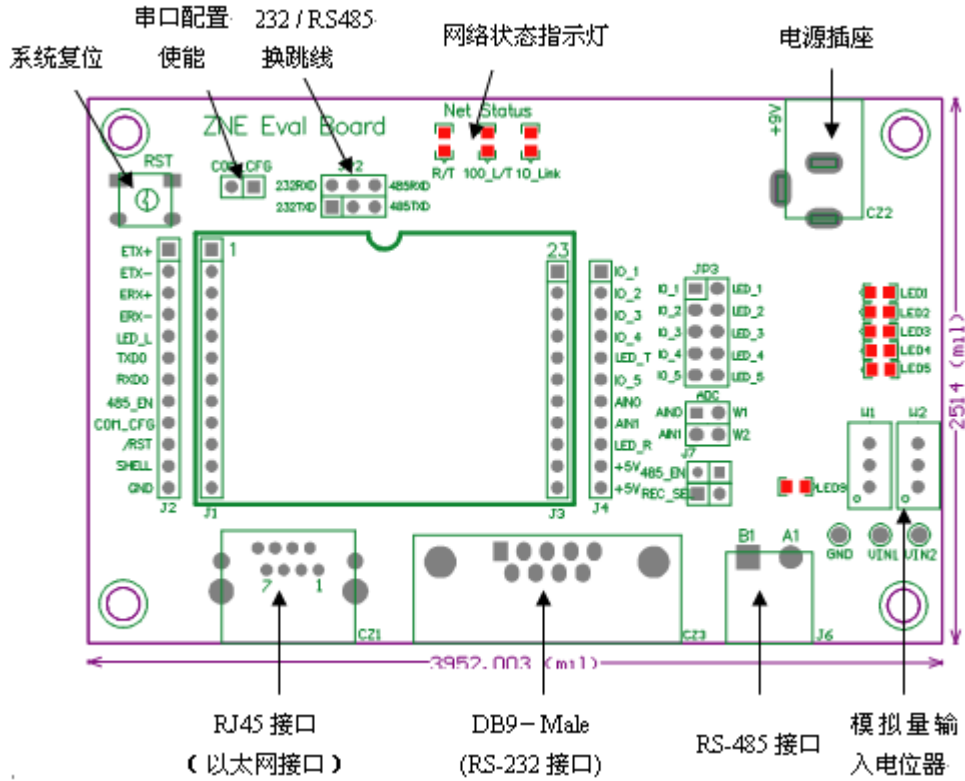 串口配置
使能
232 / RS485
换跳线
网络状态指示灯
电源插座
系统复位
ZNE Eval Board
Net Status
R/T
100_L/T
10_Link
+9V
CZ2
RST
COM_CFG
JP2
232RXD
485RXD
232TXD
485TXD
ETX+
ETX-
ERX+
ERX-
LED_L
TXD0
RXD0
485_EN
COM_CFG
/RST
SHELL
GND
J2
J1
1
23
J3
J4
IO_1
IO_2
IO_3
IO_4
LED_T
IO_5
AIN0
AIN1
LED_R
+5V
+5V
JP3
IO_1
LED_1
IO_2
LED_2
IO_3
LED_3
IO_4
LED_4
IO_5
LED_5
ADC
AIN0
W1
AIN1
W2
J7
485_EN
REC_SEL
LED1
LED2
LED3
LED4
LED5
W1
W2
LED9
GND
VIN1
VIN2
B1
A1
J6
7
1
CZ1
CZ3
2514 (mil)
3952.003 (mil)
RJ45 接口
(以太网接口)
DB9-Male
(RS-232 接口)
RS-485 接口
模拟量输
入电位器